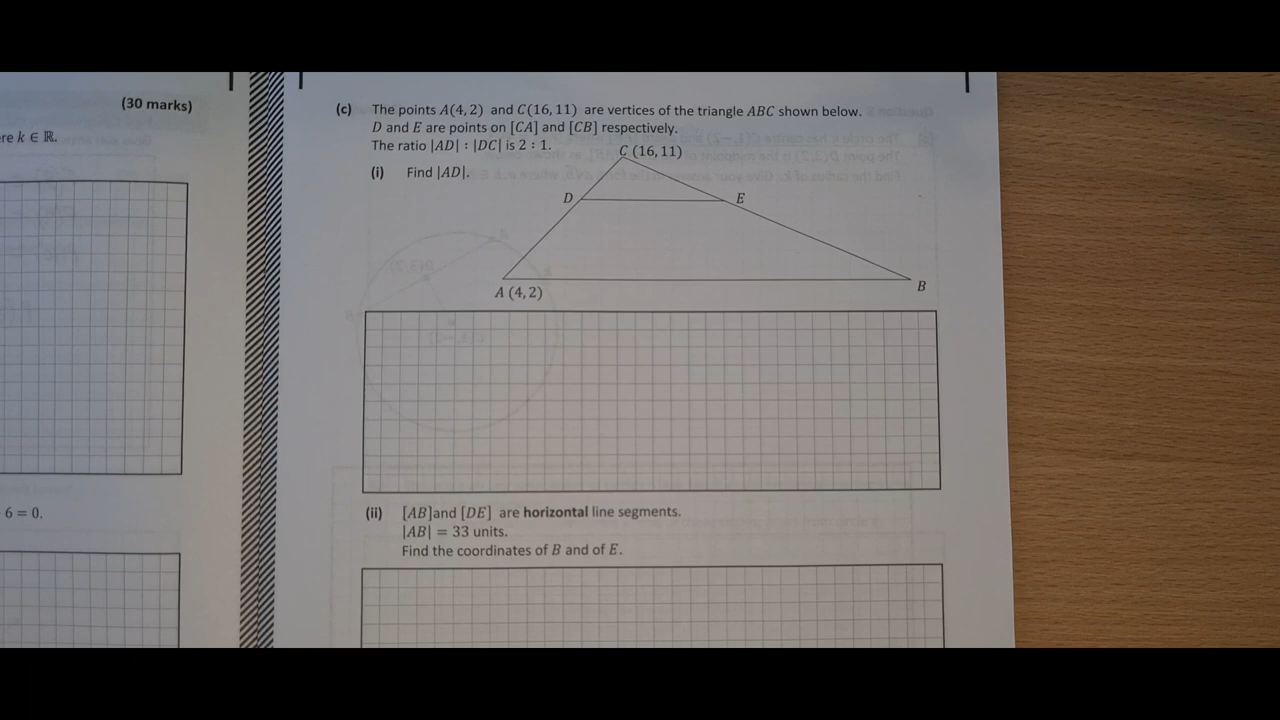 (30 marks)
re k ∈ ℝ.
6 = 0.
(c) The points A(4, 2) and C(16, 11) are vertices of the triangle ABC shown below.
D and E are points on [CA] and [CB] respectively.
The ratio |AD| : |DC| is 2 : 1.
(i) Find |AD|.
C (16, 11)
D
E
A (4, 2)
B
(ii) [AB]and [DE] are horizontal line segments.
|AB| = 33 units.
Find the coordinates of B and of E.